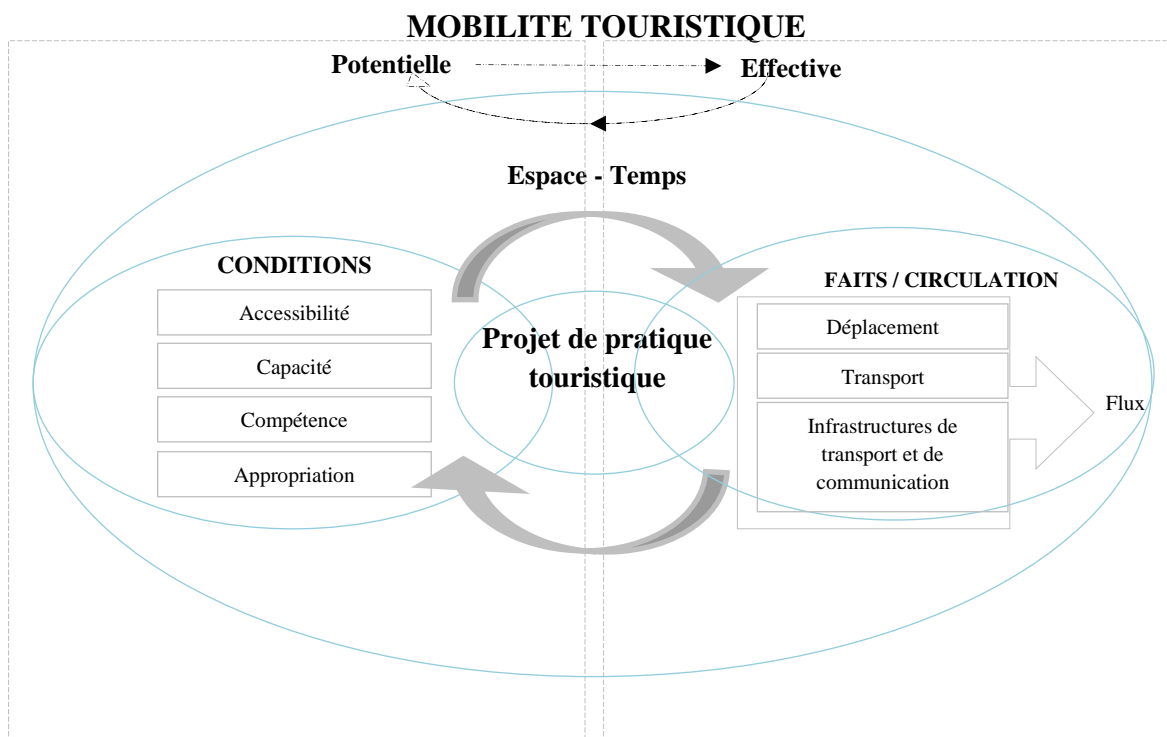 MOBILITE TOURISTIQUE
Potentielle
Effective
Espace - Temps
CONDITIONS
Accessibilité
Capacité
Compétence
Appropriation
Projet de pratique
touristique
FAITS / CIRCULATION
Déplacement
Transport
Infrastructures de
transport et de
communication
Flux